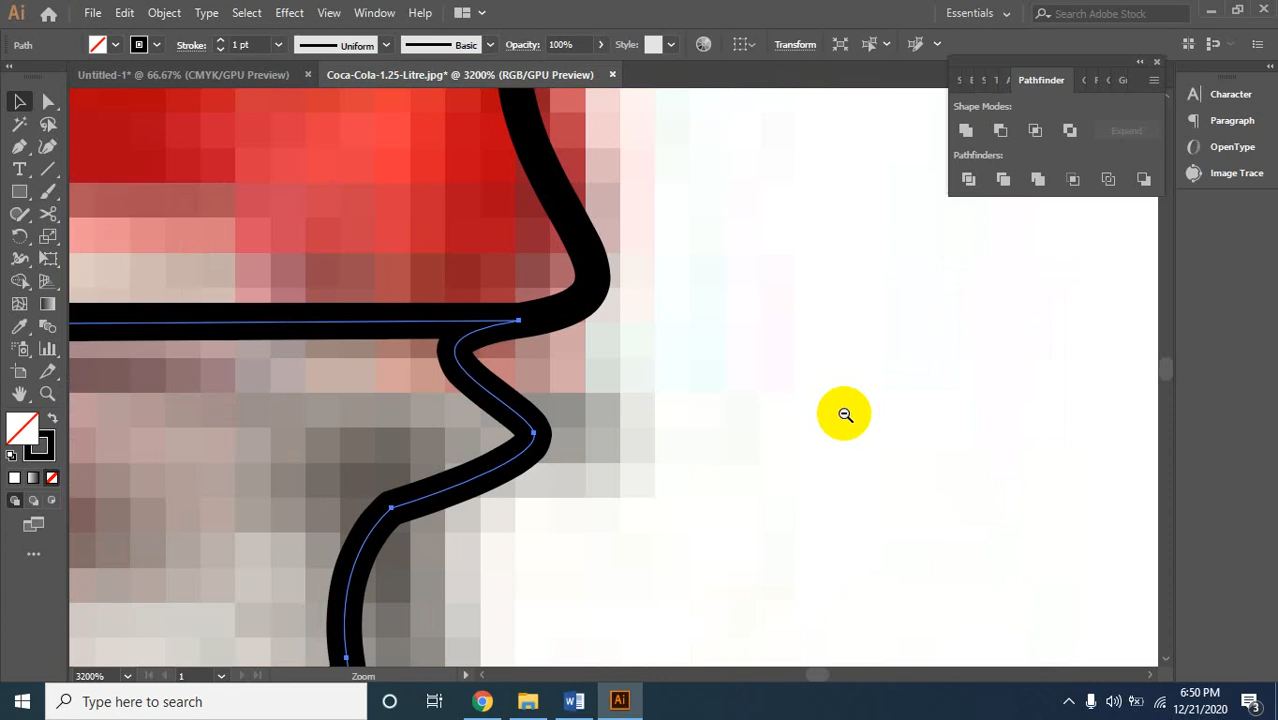 Ai File Edit Object Type Select Effect View Window Help Essentials Search Adobe Stock
Path Stroke: 1 pt Uniform Basic Opacity: 100% Style: Transform
Untitled-1* @ 66.67% (CMYK/GPU Preview) Coca-Cola-1.25-Litre.jpg* @ 3200% (RGB/GPU Preview)
Pathfinder
Shape Modes:
Expand
Pathfinders:
Character
Paragraph
OpenType
Image Trace
3200% 1 Zoom
Type here to search
6:50 PM
12/21/2020
3